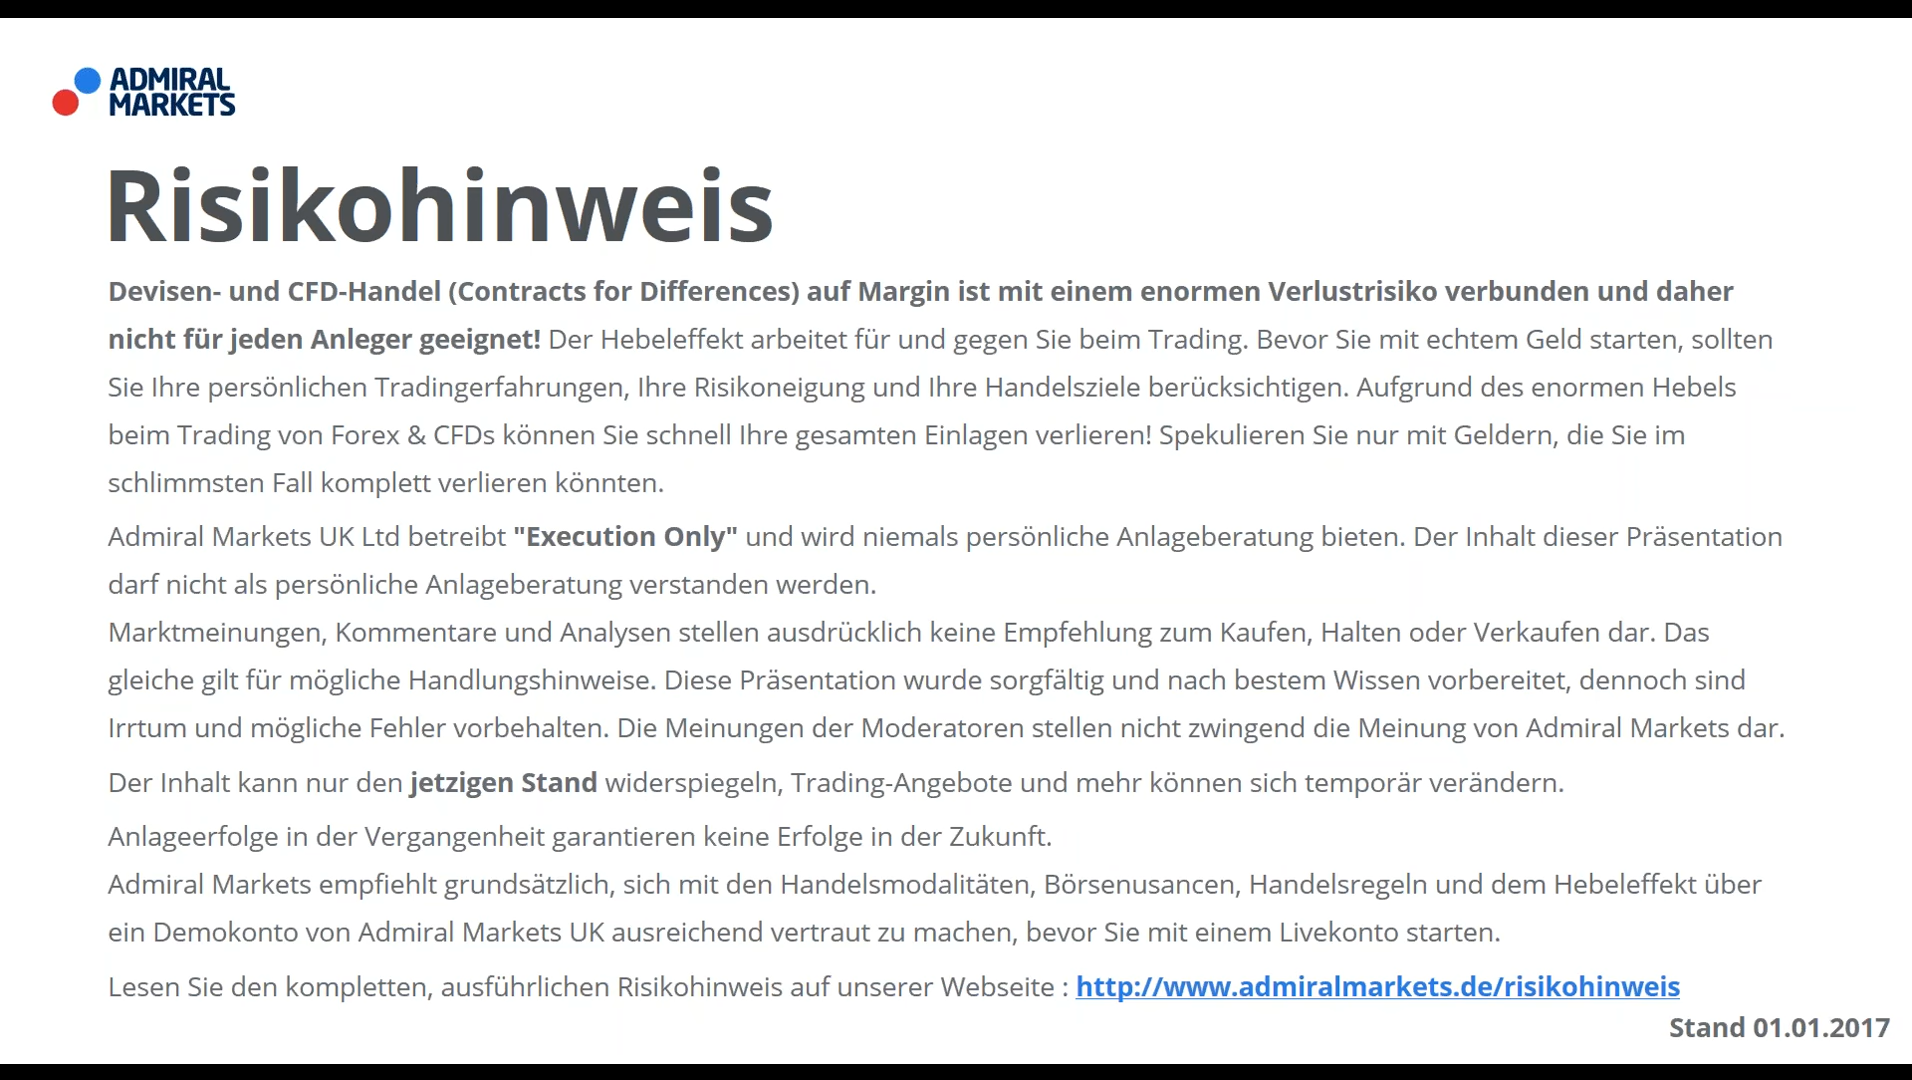 ADMIRAL
MARKETS
Risikohinweis
Devisen- und CFD-Handel (Contracts for Differences) auf Margin ist mit einem enormen Verlustrisiko verbunden und daher
nicht für jeden Anleger geeignet! Der Hebeleffekt arbeitet für und gegen Sie beim Trading. Bevor Sie mit echtem Geld starten, sollten
Sie Ihre persönlichen Tradingerfahrungen, Ihre Risikoneigung und Ihre Handelsziele berücksichtigen. Aufgrund des enormen Hebels
beim Trading von Forex & CFDs können Sie schnell Ihre gesamten Einlagen verlieren! Spekulieren Sie nur mit Geldern, die Sie im
schlimmsten Fall komplett verlieren könnten.
Admiral Markets UK Ltd betreibt "Execution Only" und wird niemals persönliche Anlageberatung bieten. Der Inhalt dieser Präsentation
darf nicht als persönliche Anlageberatung verstanden werden.
Marktmeinungen, Kommentare und Analysen stellen ausdrücklich keine Empfehlung zum Kaufen, Halten oder Verkaufen dar. Das
gleiche gilt für mögliche Handlungshinweise. Diese Präsentation wurde sorgfältig und nach bestem Wissen vorbereitet, dennoch sind
Irrtum und mögliche Fehler vorbehalten. Die Meinungen der Moderatoren stellen nicht zwingend die Meinung von Admiral Markets dar.
Der Inhalt kann nur den jetzigen Stand widerspiegeln, Trading-Angebote und mehr können sich temporär verändern.
Anlageerfolge in der Vergangenheit garantieren keine Erfolge in der Zukunft.
Admiral Markets empfiehlt grundsätzlich, sich mit den Handelsmodalitäten, Börsenusancen, Handelsregeln und dem Hebeleffekt über
ein Demokonto von Admiral Markets UK ausreichend vertraut zu machen, bevor Sie mit einem Livekonto starten.
Lesen Sie den kompletten, ausführlichen Risikohinweis auf unserer Webseite : http://www.admiralmarkets.de/risikohinweis
Stand 01.01.2017